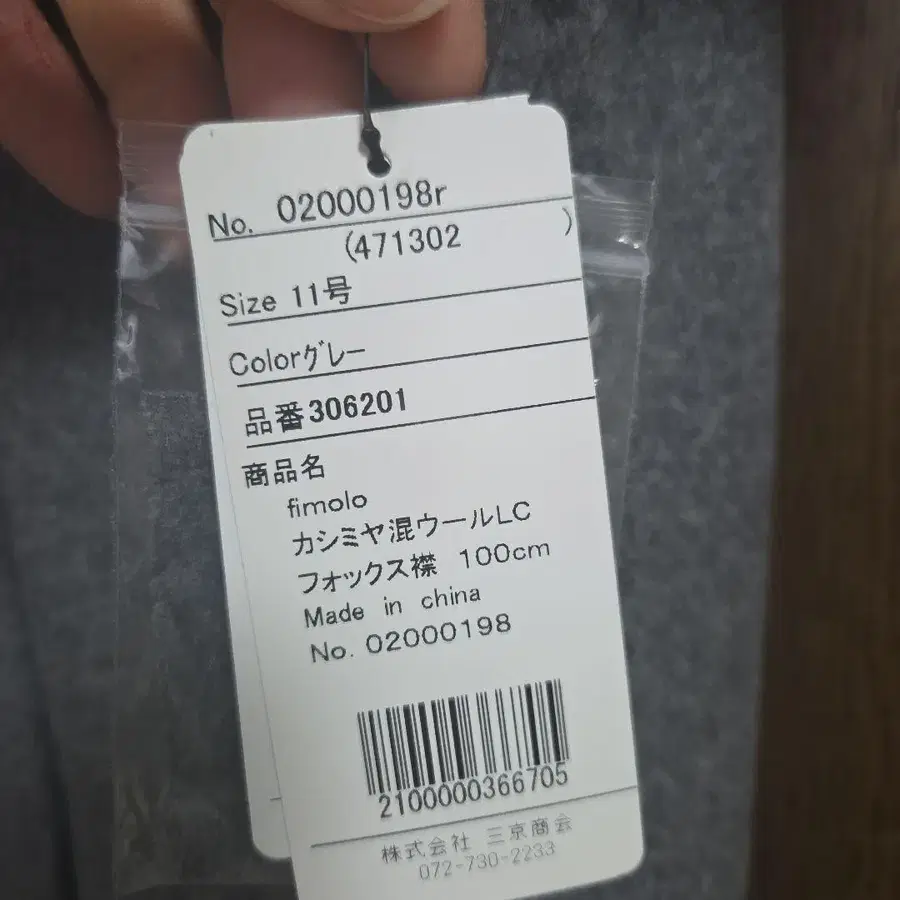 No. 02000198r
(471302 )
Size 11号
Colorグレー
品番306201
商品名
fimolo
カシミヤ混ウールLC
フォックス襟 100cm
Made in china
No. 02000198
2100000366705
株式会社 三京商会
072-730-2233